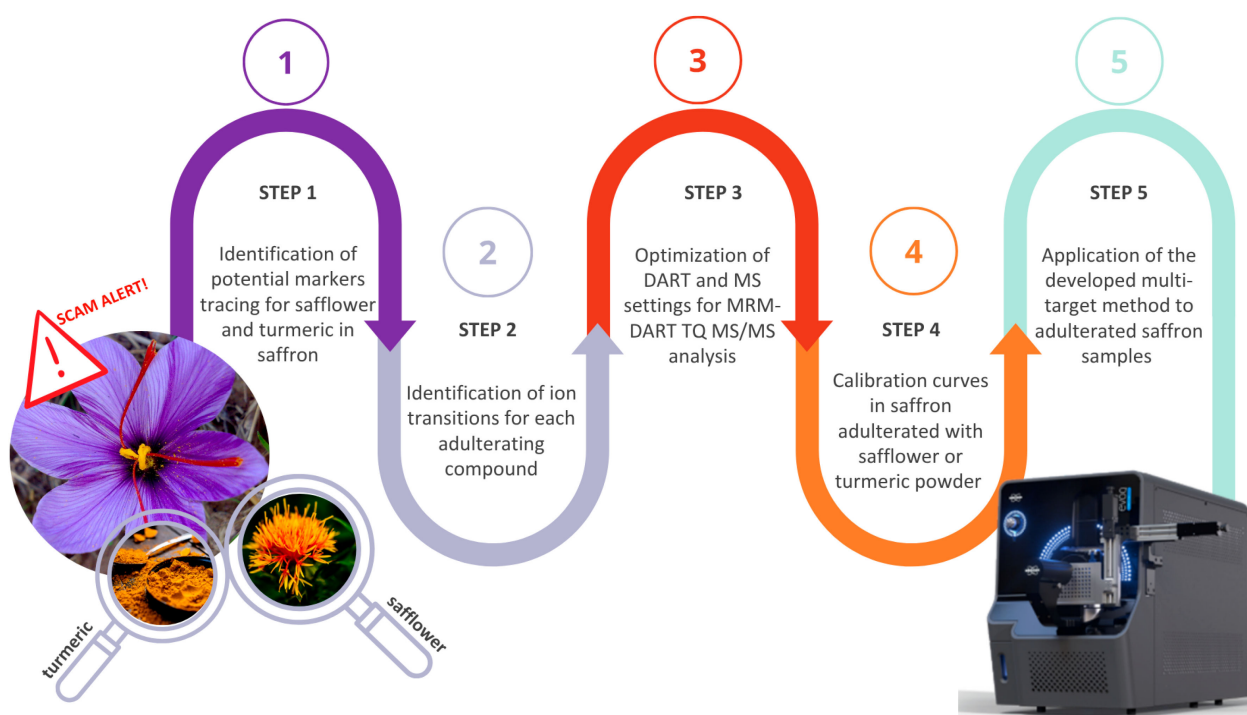 1
STEP 1
Identification of
potential markers
tracing for safflower
and turmeric in
saffron
SCAM ALERT!
!
turmeric
safflower
2
STEP 2
Identification of ion
transitions for each
adulterating
compound
3
STEP 3
Optimization of
DART and MS
settings for MRM-
DART TQ MS/MS
analysis
4
STEP 4
Calibration curves
in saffron
adulterated with
safflower or
turmeric powder
5
STEP 5
Application of the
developed multi-
target method to
adulterated saffron
samples
evoq